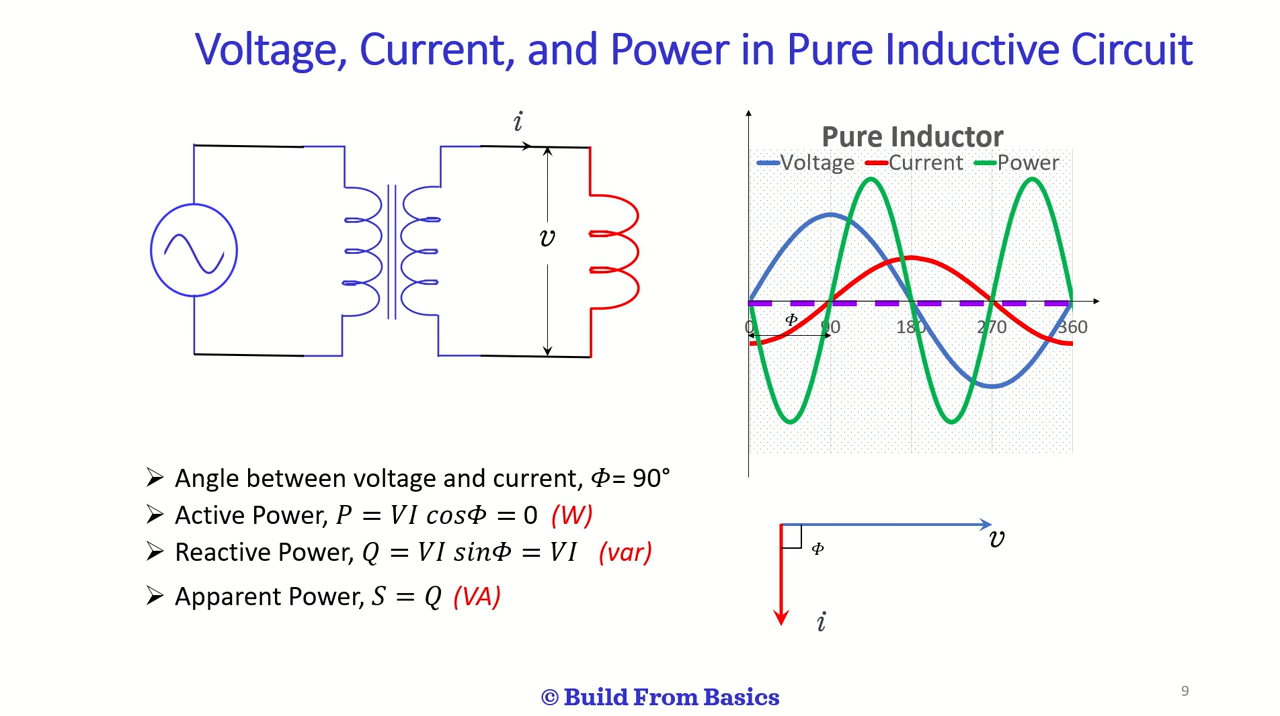 Voltage, Current, and Power in Pure Inductive Circuit
i
v
Pure Inductor
Voltage Current Power
0 90 180 270 360
Φ
➢ Angle between voltage and current, Φ= 90°
➢ Active Power, P = VI cosΦ = 0 (W)
➢ Reactive Power, Q = VI sinΦ = VI (var)
➢ Apparent Power, S = Q (VA)
v
Φ
i
© Build From Basics
9